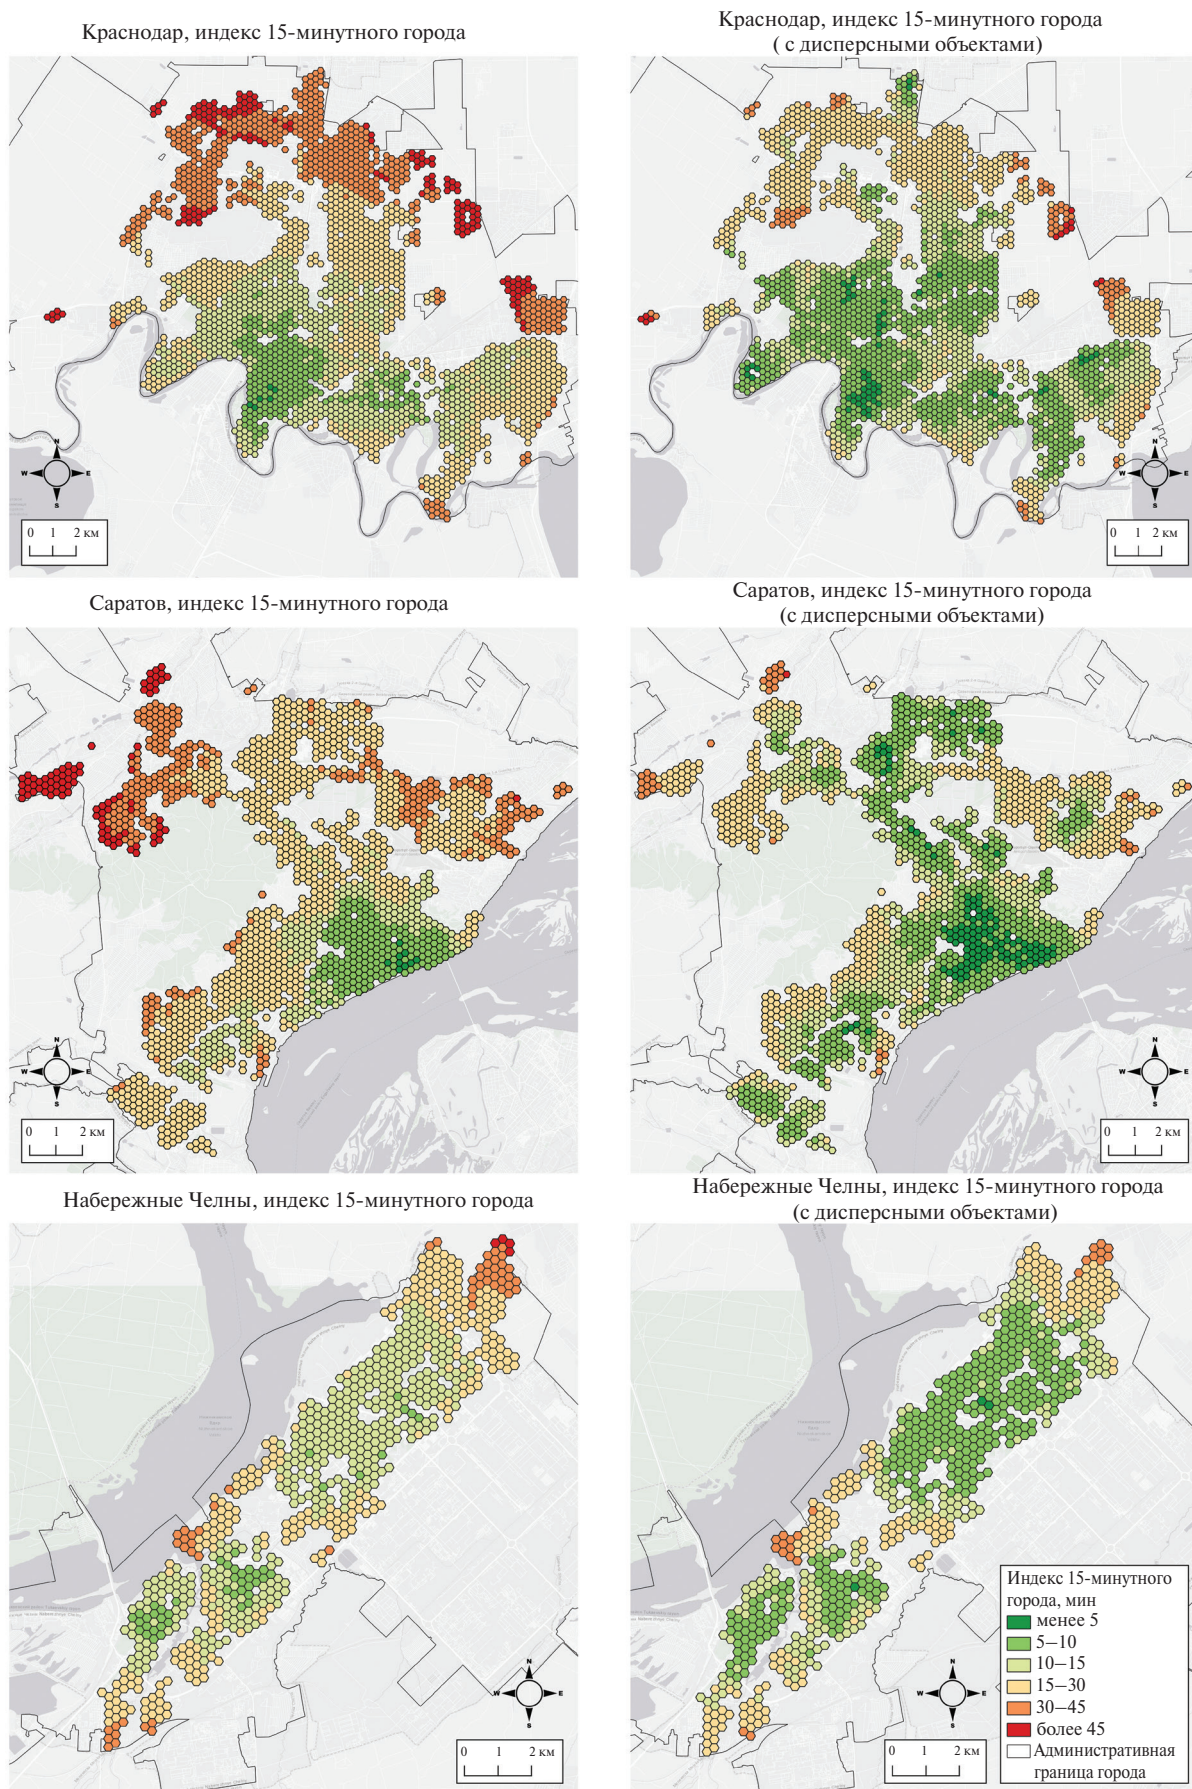 Краснодар, индекс 15-минутного города
Краснодар, индекс 15-минутного города
( с дисперсными объектами)
N
W E
S
0 1 2 км
N
W E
S
0 1 2 км
Саратов, индекс 15-минутного города
Саратов, индекс 15-минутного города
(с дисперсными объектами)
N
W E
S
0 1 2 км
N
W E
S
0 1 2 км
Набережные Челны, индекс 15-минутного города
Набережные Челны, индекс 15-минутного города
(с дисперсными объектами)
N
W E
S
0 1 2 км
N
W E
S
0 1 2 км
Индекс 15-минутного
города, мин
менее 5
5–10
10–15
15–30
30–45
более 45
Административная
граница города